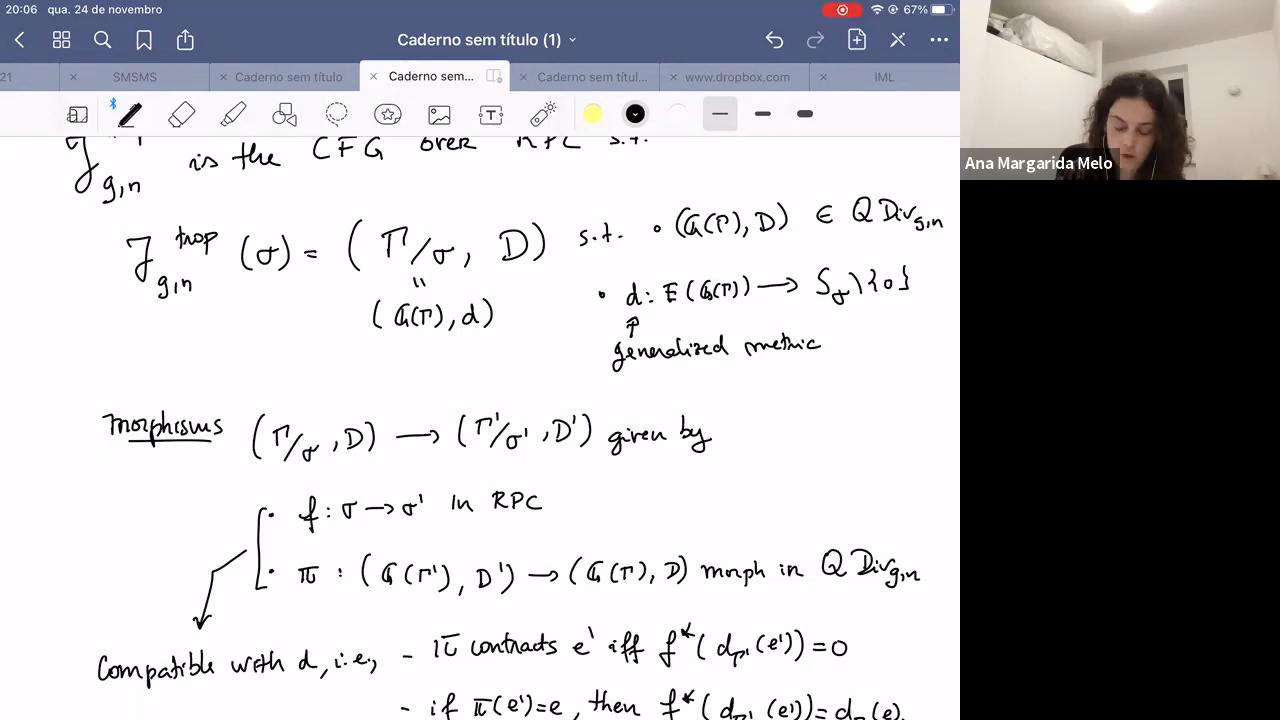 20:06 qua. 24 de novembro 67%
Caderno sem título (1)
21 SMSMS Caderno sem título Caderno sem... Caderno sem títul... www.dropbox.com IML
Ana Margarida Melo
g,n is the CFG over RPC s.t.
J^trop_g,n (σ) = (Γ/σ, D) s.t. • (G(Γ), D) ∈ QDiv_g,n
"
(G(Γ), d)
• d: E(G(Γ)) → S_σ \ {0}
↑
generalized metric
morphisms (Γ/σ, D) → (Γ'/σ', D') given by
• f: σ → σ' in RPC
• π: (G(Γ'), D') → (G(Γ), D) morph in QDiv_g,n
Compatible with d, i.e, - π contracts e' iff f*(d_Γ'(e')) = 0
- if π(e')=e, then f*(d_Γ'(e')) = d_Γ(e).